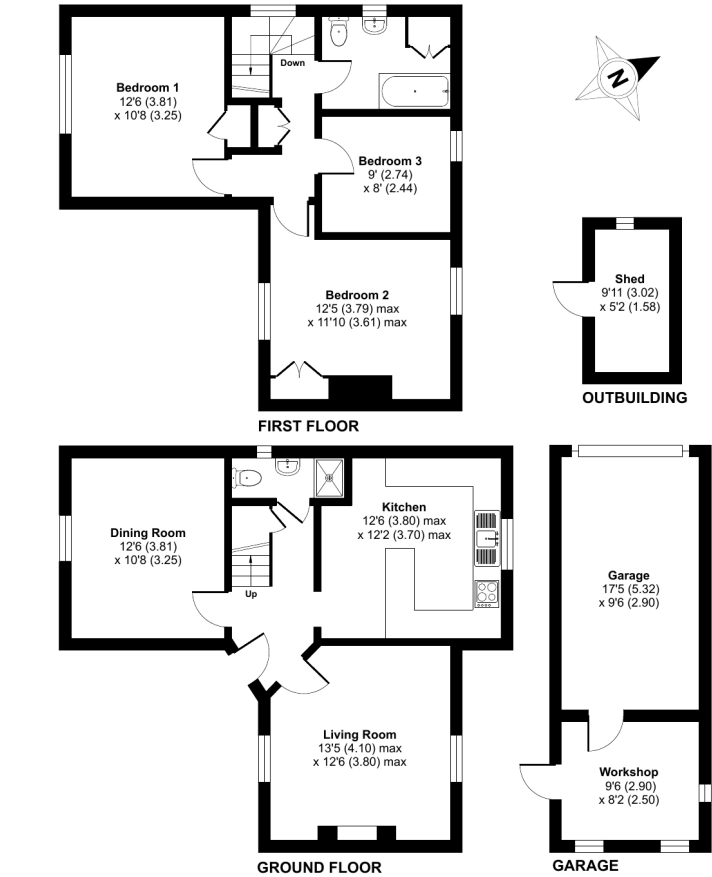 Bedroom 1
12'6 (3.81)
x 10'8 (3.25)
Down
Bedroom 3
9' (2.74)
x 8' (2.44)
N
Bedroom 2
12'5 (3.79) max
x 11'10 (3.61) max
Shed
9'11 (3.02)
x 5'2 (1.58)
OUTBUILDING
FIRST FLOOR
Dining Room
12'6 (3.81)
x 10'8 (3.25)
Up
Kitchen
12'6 (3.80) max
x 12'2 (3.70) max
Living Room
13'5 (4.10) max
x 12'6 (3.80) max
GROUND FLOOR
Garage
17'5 (5.32)
x 9'6 (2.90)
Workshop
9'6 (2.90)
x 8'2 (2.50)
GARAGE